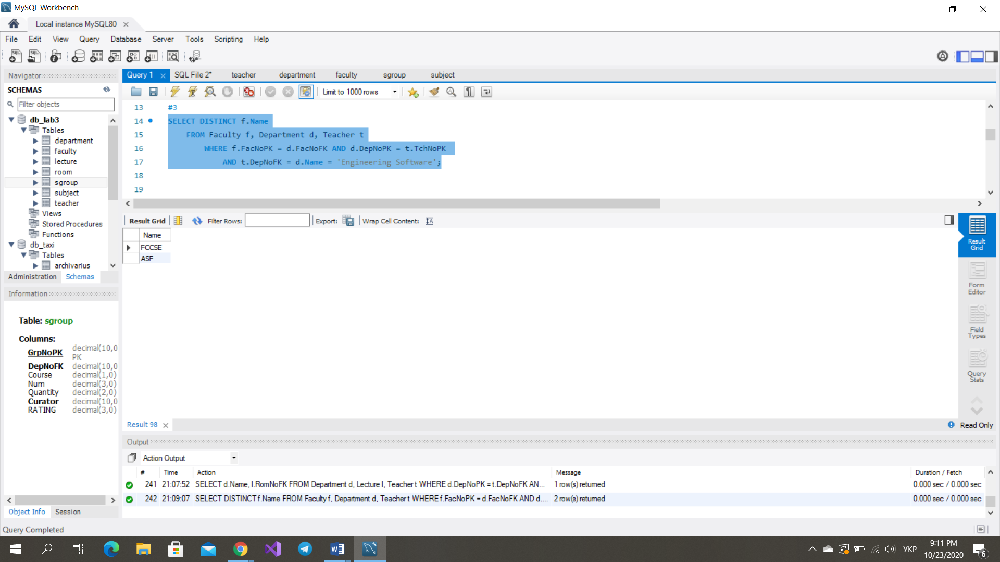 MySQL Workbench
Local instance MySQL80
File Edit View Query Database Server Tools Scripting Help
Navigator
SCHEMAS
Filter objects
db_lab3
Tables
department
faculty
lecture
room
sgroup
subject
teacher
Views
Stored Procedures
Functions
db_taxi
Tables
archivarius
Administration Schemas
Information
Table: sgroup
Columns:
GrpNoPK decimal(10,0
PK
DepNoFK decimal(10,0
Course decimal(1,0)
Num decimal(3,0)
Quantity decimal(2,0)
Curator decimal(10,0
RATING decimal(3,0)
Object Info Session
Query 1 SQL File 2* teacher department faculty sgroup subject
Limit to 1000 rows
13 #3
14 SELECT DISTINCT f.Name
15 FROM Faculty f, Department d, Teacher t
16 WHERE f.FacNoPK = d.FacNoFK AND d.DepNoPK = t.TchNoPK
17 AND t.DepNoFK = d.Name = 'Engineering Software';
18
19
Result Grid Filter Rows: Export: Wrap Cell Content:
Name
FCCSE
ASF
Result
Grid
Form
Editor
Field
Types
Query
Stats
Result 98 Read Only
Output
Action Output
# Time Action Message Duration / Fetch
241 21:07:52 SELECT d.Name, l.RomNoFK FROM Department d, Lecture l, Teacher t WHERE d.DepNoPK = t.DepNoFK AN... 1 row(s) returned 0.000 sec / 0.000 sec
242 21:09:07 SELECT DISTINCT f.Name FROM Faculty f, Department d, Teacher t WHERE f.FacNoPK = d.FacNoFK AND d.... 2 row(s) returned 0.000 sec / 0.000 sec
Query Completed
УКР
9:11 PM
10/23/2020
6